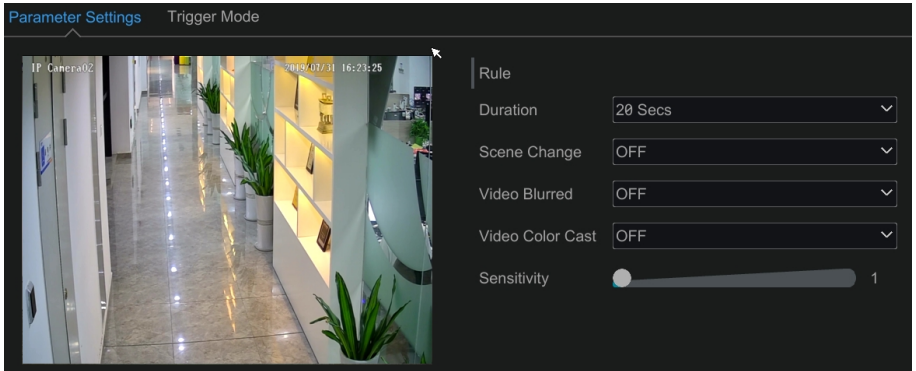 Parameter Settings Trigger Mode
IP Camera02 2019/07/31 16:23:25
Rule
Duration 20 Secs
Scene Change OFF
Video Blurred OFF
Video Color Cast OFF
Sensitivity 1